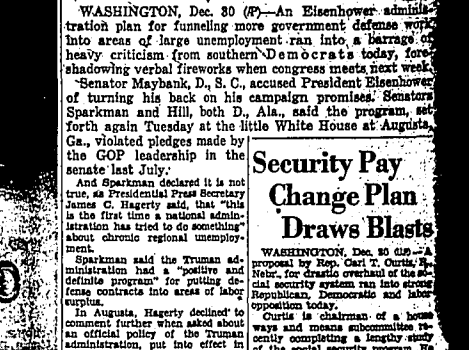 WASHINGTON, Dec. 30 (AP)—An Eisenhower adminis-
tration plan for funneling more government defense work
into areas of large unemployment ran into a barrage of
heavy criticism from southern Democrats today, fore-
shadowing verbal fireworks when congress meets next week.
Senator Maybank, D., S. C., accused President Eisenhower
of turning his back on his campaign promises. Senators
Sparkman and Hill, both D., Ala., said the program, set
forth again Tuesday at the little White House at Augusta,
Ga., violated pledges made by
the GOP leadership in the
senate last July.
And Sparkman declared it is not
true, as Presidential Press Secretary
James C. Hagerty said, that "this
is the first time a national admin-
istration has tried to do something"
about chronic regional unemploy-
ment.
Sparkman said the Truman ad-
ministration had a "positive and
definite program" for putting de-
fense contracts into areas of labor
surplus.
In Augusta, Hagerty declined to
comment further when asked about
an official policy of the Truman
administration, put into effect in
Security Pay
Change Plan
Draws Blasts
WASHINGTON, Dec. 30 (UP)—A
proposal by Rep. Carl T. Curtis, R.,
Nebr., for drastic overhaul of the so-
cial security system ran into strong
Republican, Democratic and labor
opposition today.
Curtis is chairman of a house
ways and means subcommittee re-
cently completing a lengthy study
of the social security program. He